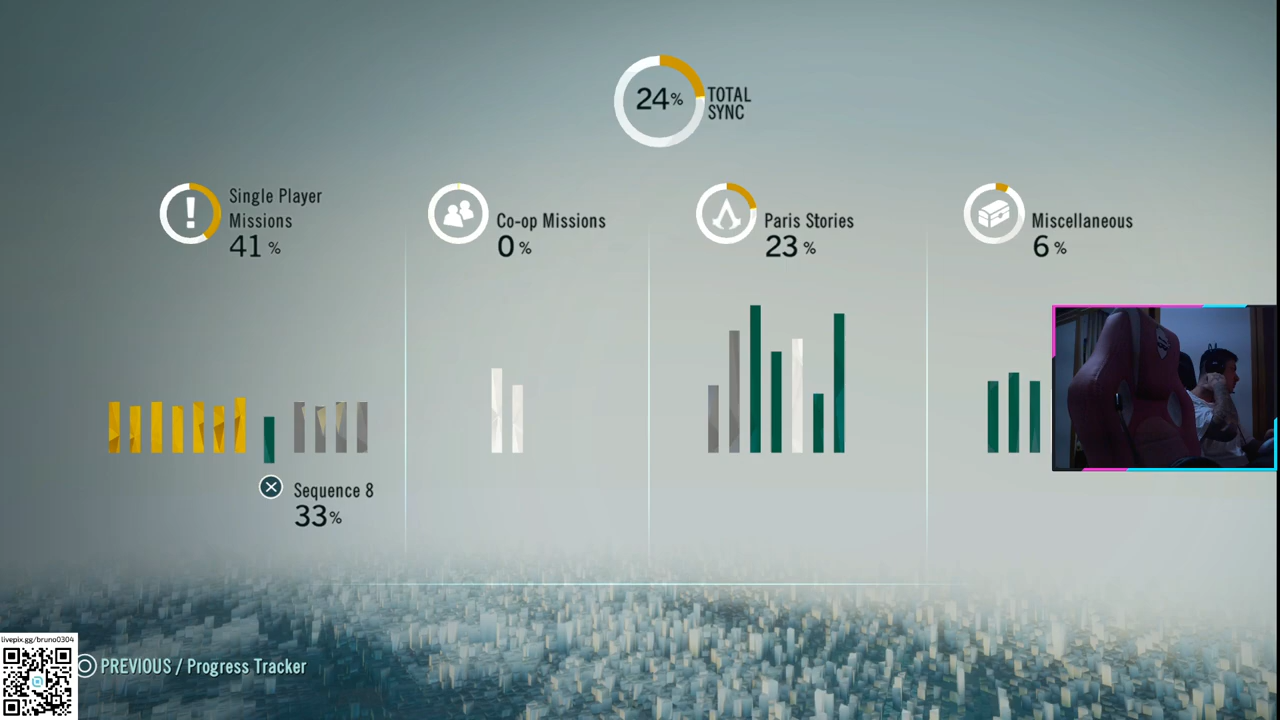 24%
TOTAL
SYNC
Single Player
Missions
41 %
Co-op Missions
0 %
Paris Stories
23 %
Miscellaneous
6 %
Sequence 8
33%
livepix.gg/bruno0304
PREVIOUS / Progress Tracker